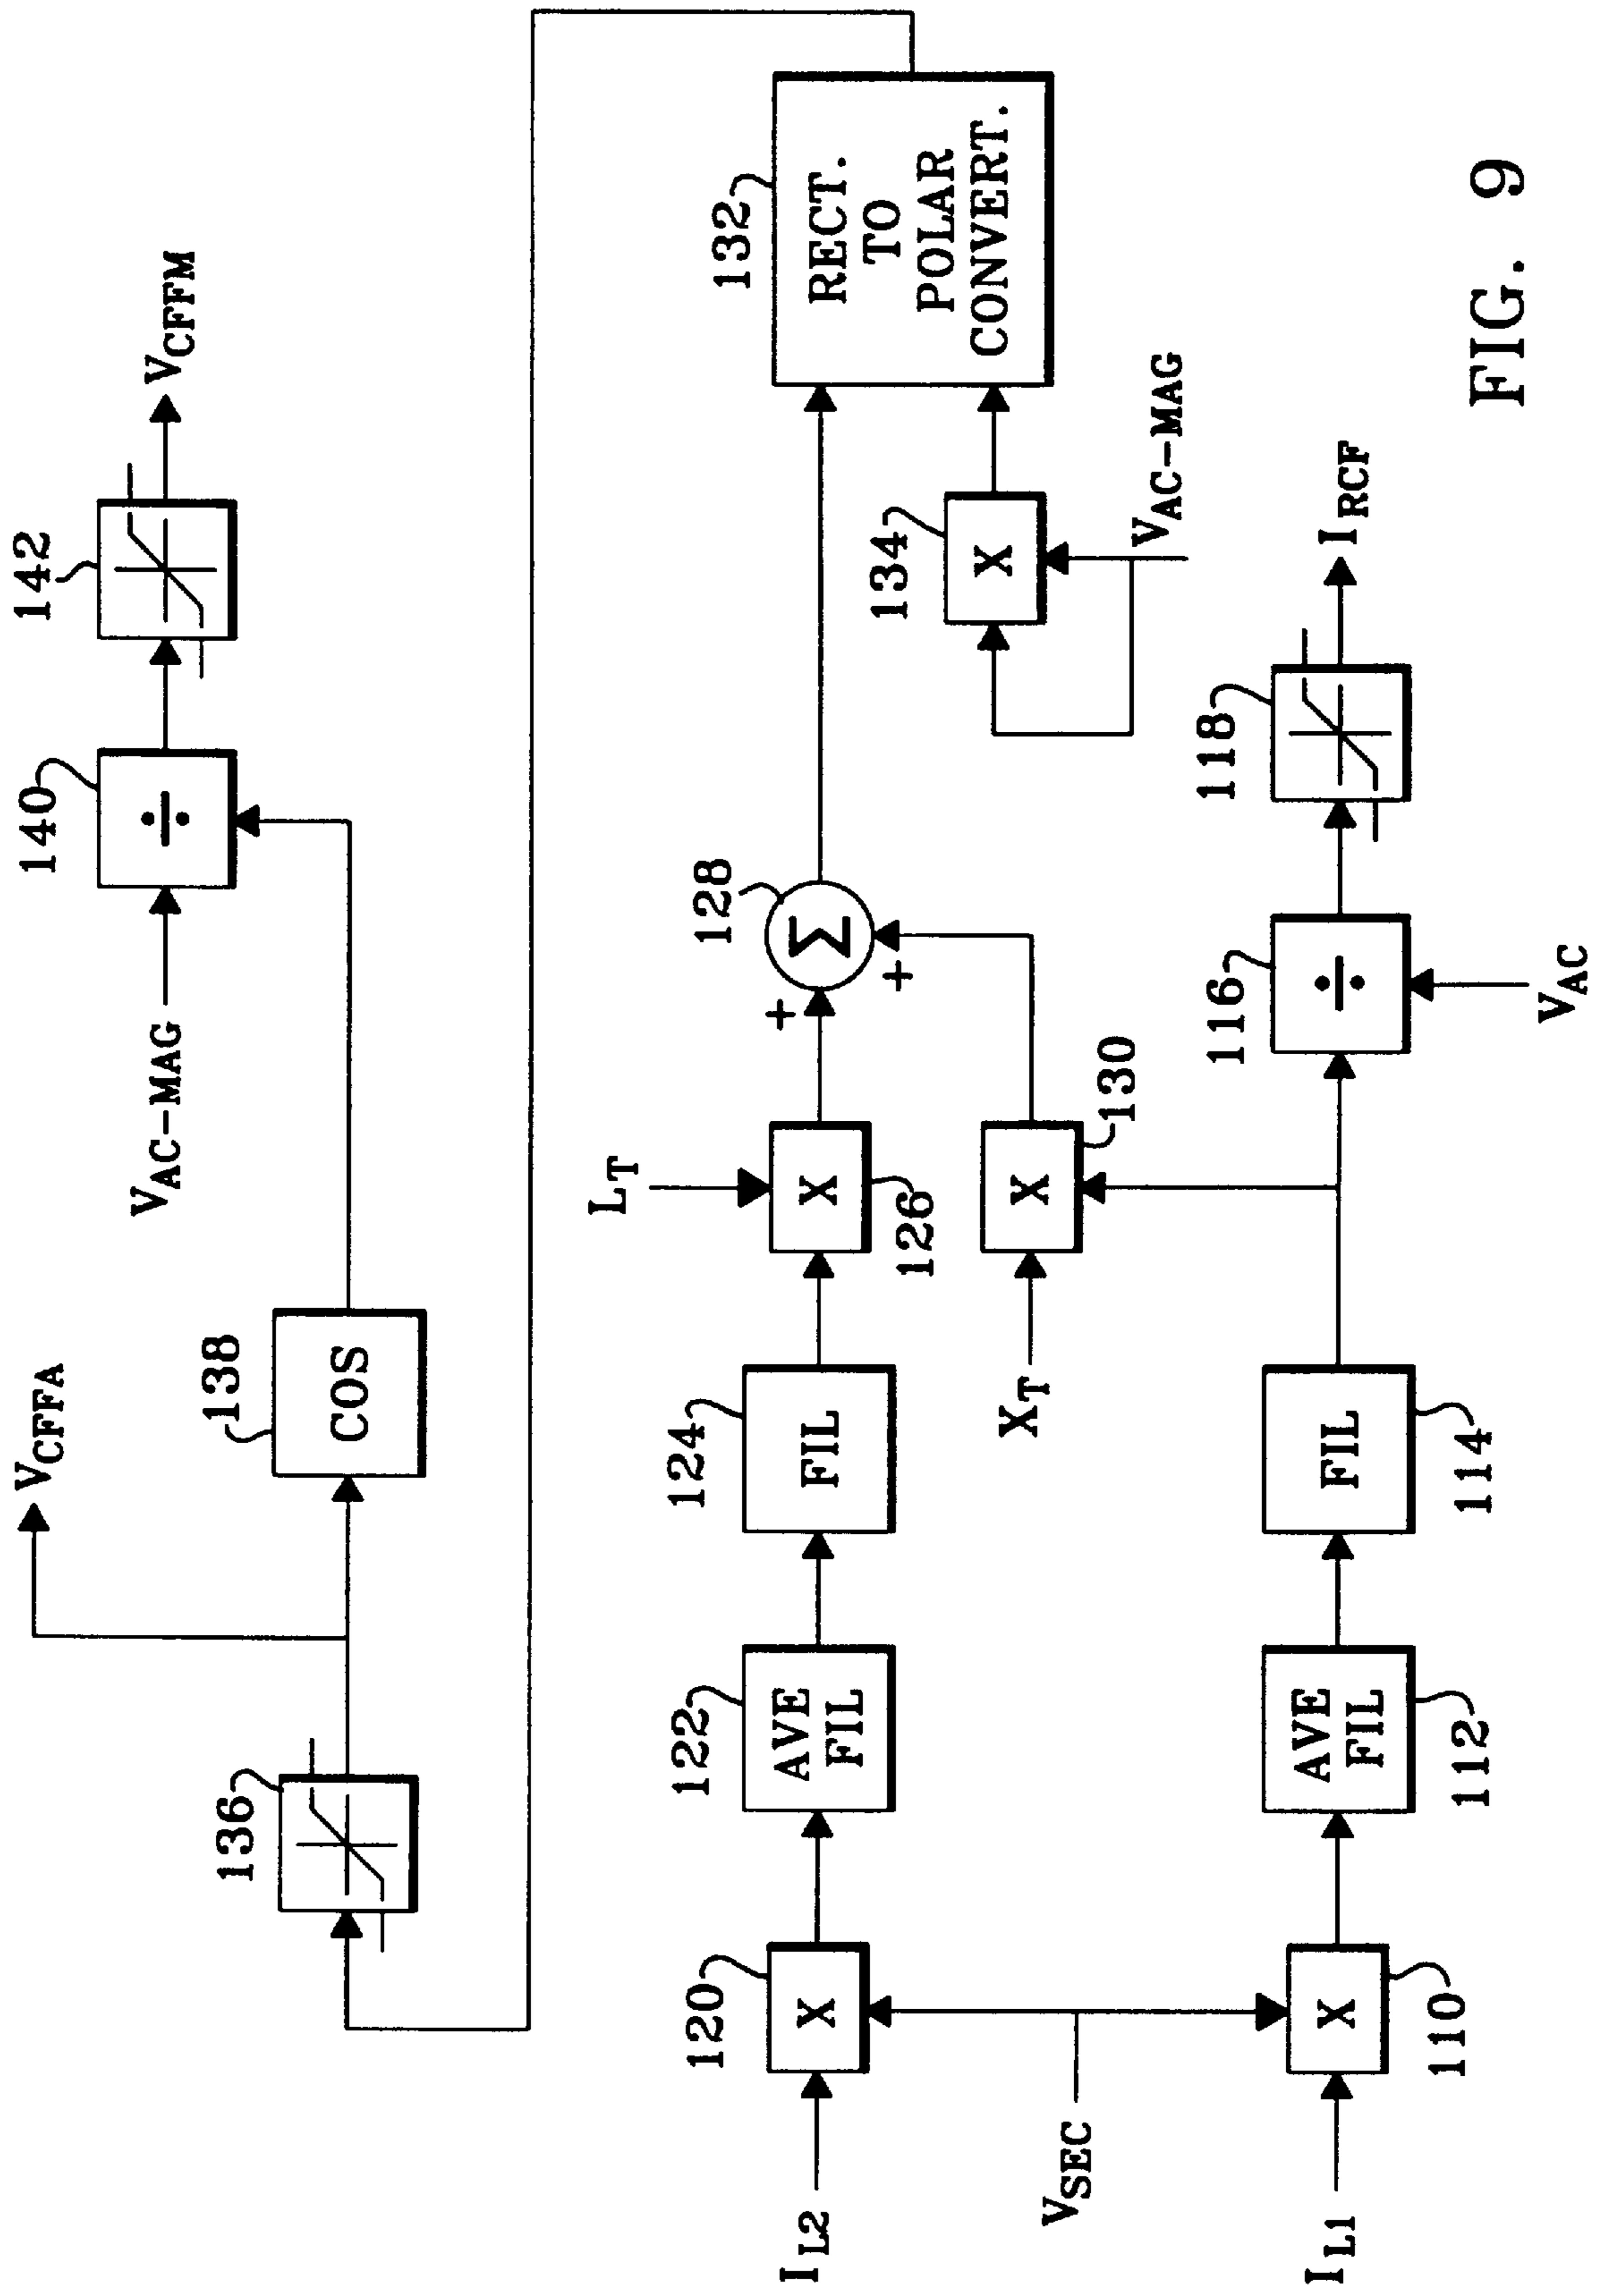 142
V_CFFM
140
÷
V_AC-MAG
V_CFFA
138
COS
136
132
RECT.
TO
POLAR
CONVERT.
128
Σ
+
+
134
X
V_AC-MAG
L_T
X
126
X
130
X_T
124
FIL
122
AVE
FIL
120
X
I_L2
V_SEC
118
I_RCF
116
÷
V_AC
FIL
114
AVE
FIL
112
X
110
I_L1
FIG. 9